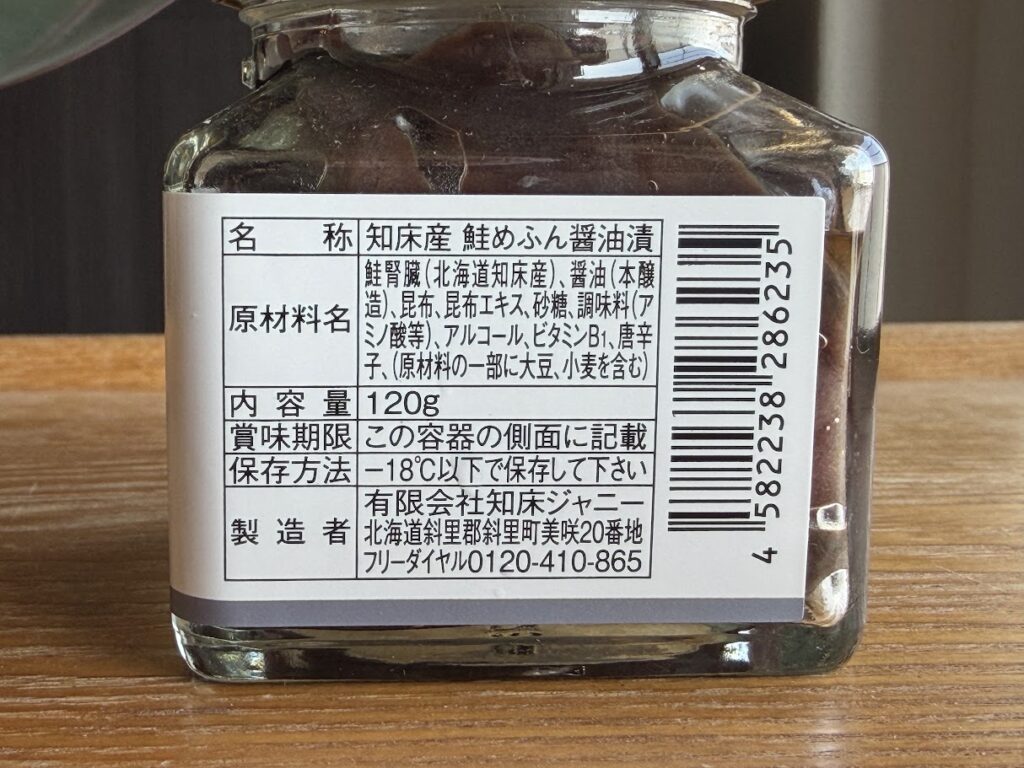 名称 知床産 鮭めふん醤油漬
原材料名 鮭腎臓(北海道知床産)、醤油(本醸
造)、昆布、昆布エキス、砂糖、調味料(ア
ミノ酸等)、アルコール、ビタミンB1、唐辛
子、(原材料の一部に大豆、小麦を含む)
内容量 120g
賞味期限 この容器の側面に記載
保存方法 −18℃以下で保存して下さい
製造者 有限会社知床ジャニー
北海道斜里郡斜里町美咲20番地
フリーダイヤル0120-410-865
4 582238 286235